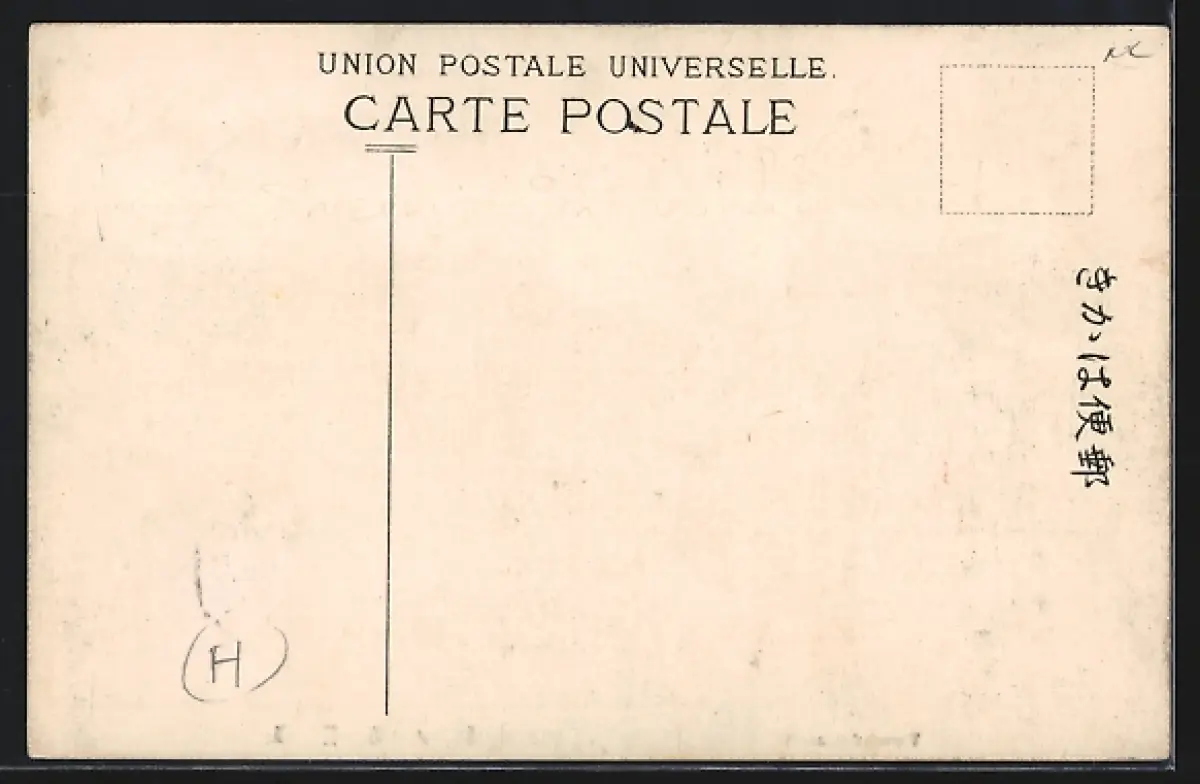 UNION POSTALE UNIVERSELLE.
CARTE POSTALE
郵便はかき
(H)